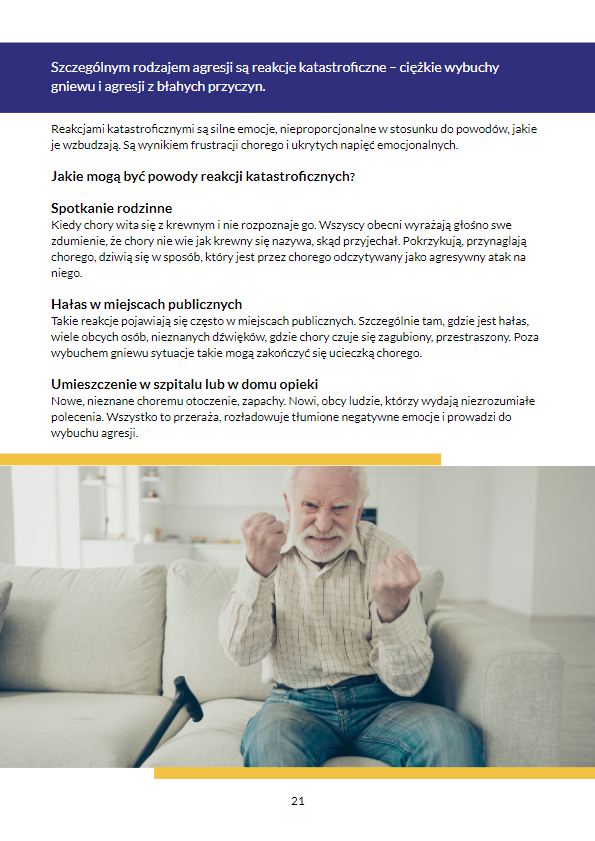 Szczególnym rodzajem agresji są reakcje katastroficzne – ciężkie wybuchy
gniewu i agresji z błahych przyczyn.
Reakcjami katastroficznymi są silne emocje, nieproporcjonalne w stosunku do powodów, jakie
je wzbudzają. Są wynikiem frustracji chorego i ukrytych napięć emocjonalnych.
Jakie mogą być powody reakcji katastroficznych?
Spotkanie rodzinne
Kiedy chory wita się z krewnym i nie rozpoznaje go. Wszyscy obecni wyrażają głośno swe
zdumienie, że chory nie wie jak krewny się nazywa, skąd przyjechał. Pokrzykują, przynaglają
chorego, dziwią się w sposób, który jest przez chorego odczytywany jako agresywny atak na
niego.
Hałas w miejscach publicznych
Takie reakcje pojawiają się często w miejscach publicznych. Szczególnie tam, gdzie jest hałas,
wiele obcych osób, nieznanych dźwięków, gdzie chory czuje się zagubiony, przestraszony. Poza
wybuchem gniewu sytuacje takie mogą zakończyć się ucieczką chorego.
Umieszczenie w szpitalu lub w domu opieki
Nowe, nieznane choremu otoczenie, zapachy. Nowi, obcy ludzie, którzy wydają niezrozumiałe
polecenia. Wszystko to przeraża, rozładowuje tłumione negatywne emocje i prowadzi do
wybuchu agresji.
21